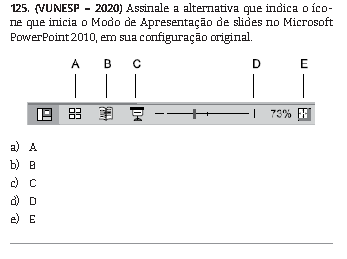 125. (VUNESP – 2020) Assinale a alternativa que indica o íco-
ne que inicia o Modo de Apresentação de slides no Microsoft
PowerPoint 2010, em sua configuração original.
A B C D E
73%
a) A
b) B
c) C
d) D
e) E